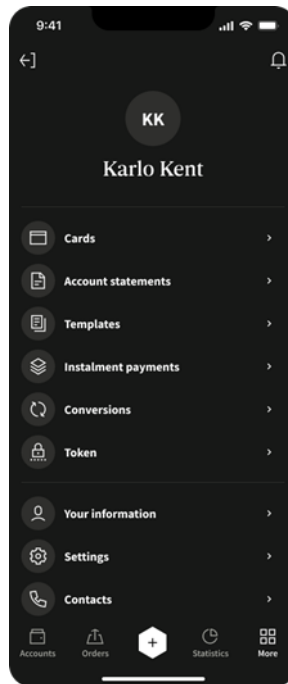 9:41
KK
Karlo Kent
Cards
Account statements
Templates
Instalment payments
Conversions
Token
Your information
Settings
Contacts
Accounts Orders Statistics More